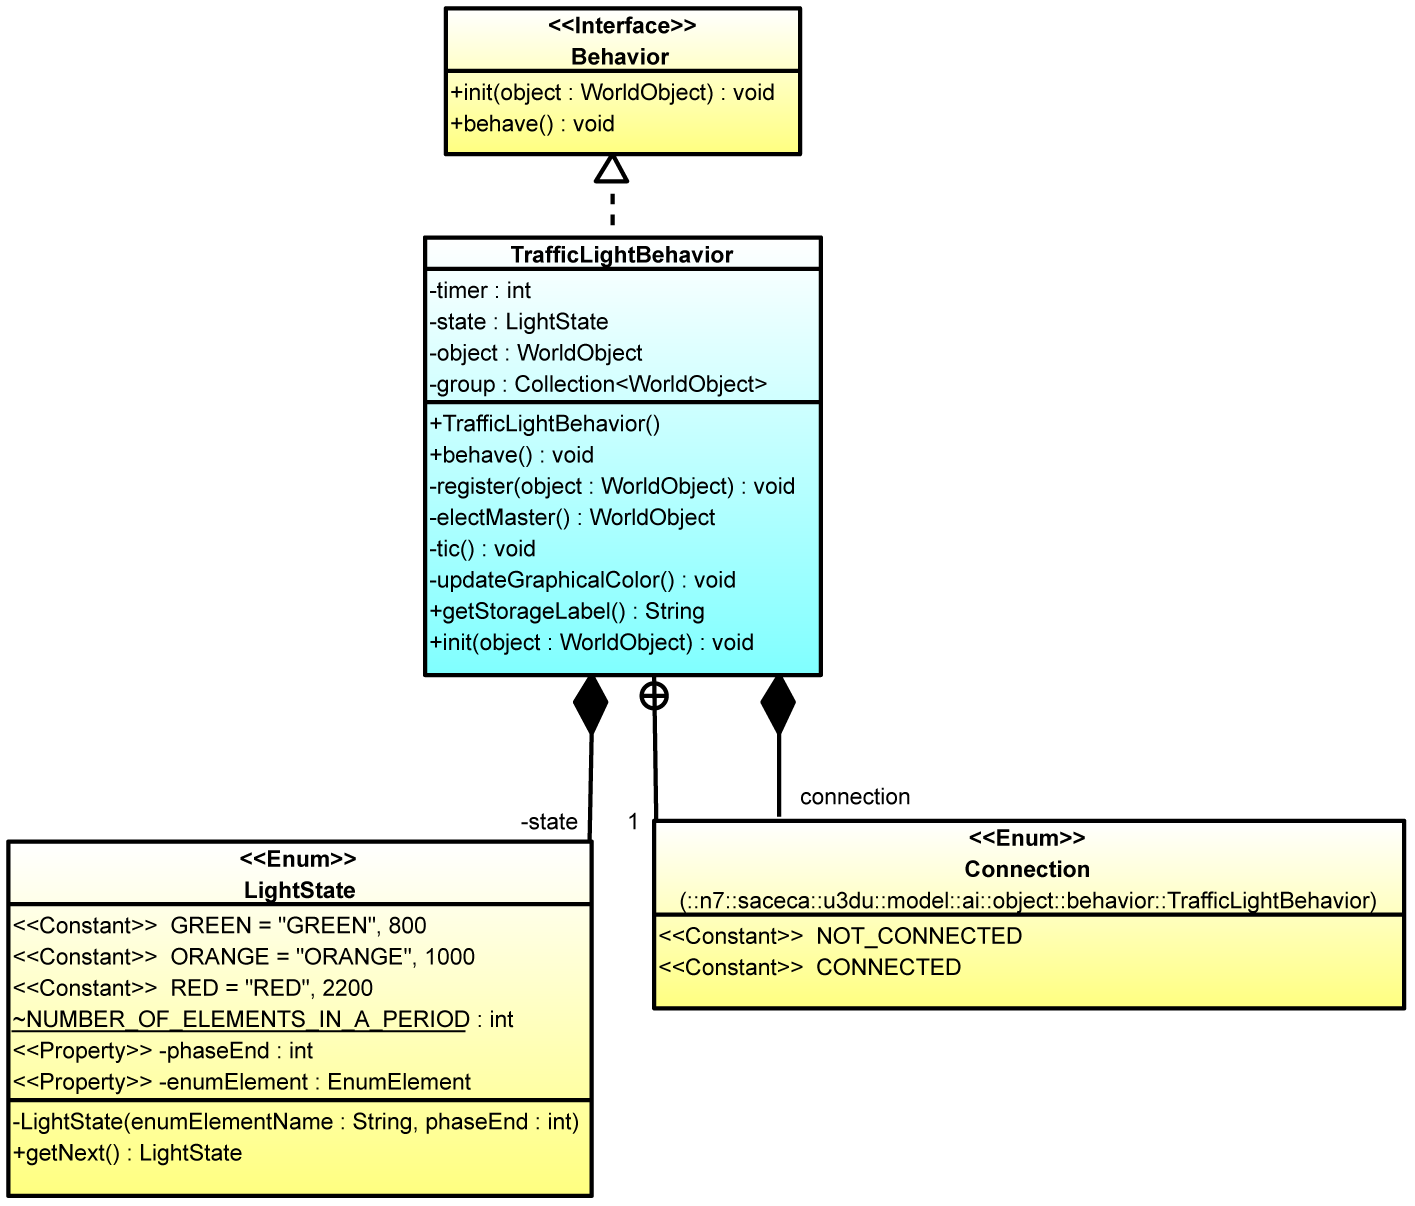 <<Interface>>
Behavior
+init(object : WorldObject) : void
+behave() : void
TrafficLightBehavior
-timer : int
-state : LightState
-object : WorldObject
-group : Collection<WorldObject>
+TrafficLightBehavior()
+behave() : void
-register(object : WorldObject) : void
-electMaster() : WorldObject
-tic() : void
-updateGraphicalColor() : void
+getStorageLabel() : String
+init(object : WorldObject) : void
-state
1
connection
<<Enum>>
LightState
<<Constant>> GREEN = "GREEN", 800
<<Constant>> ORANGE = "ORANGE", 1000
<<Constant>> RED = "RED", 2200
~NUMBER_OF_ELEMENTS_IN_A_PERIOD : int
<<Property>> -phaseEnd : int
<<Property>> -enumElement : EnumElement
-LightState(enumElementName : String, phaseEnd : int)
+getNext() : LightState
<<Enum>>
Connection
(::n7::saceca::u3du::model::ai::object::behavior::TrafficLightBehavior)
<<Constant>> NOT_CONNECTED
<<Constant>> CONNECTED